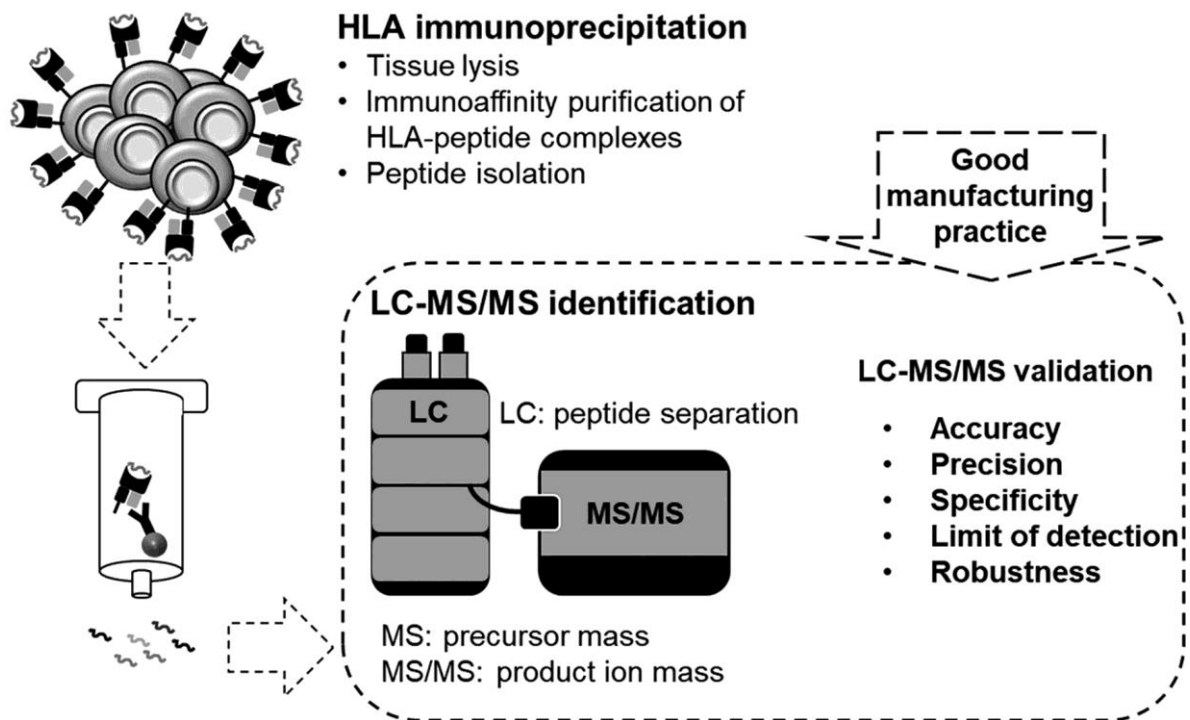 HLA immunoprecipitation
• Tissue lysis
• Immunoaffinity purification of
HLA-peptide complexes
• Peptide isolation
Good
manufacturing
practice
LC-MS/MS identification
LC
LC: peptide separation
MS/MS
MS: precursor mass
MS/MS: product ion mass
LC-MS/MS validation
• Accuracy
• Precision
• Specificity
• Limit of detection
• Robustness